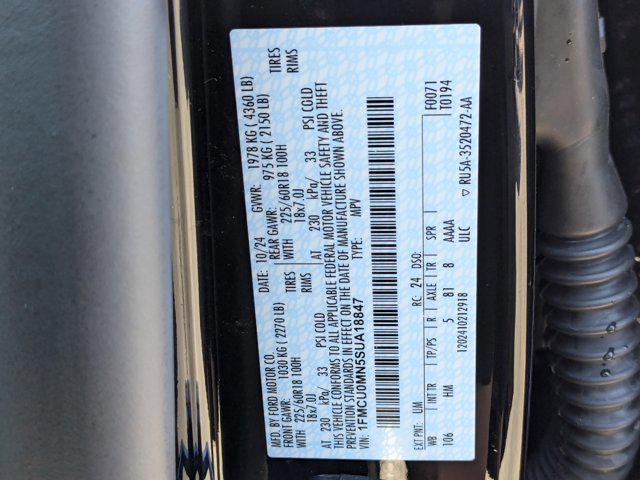 MFD. BY FORD MOTOR CO.
DATE: 10/24 GVWR: 1978 KG ( 4360 LB)
FRONT GAWR: 1030 KG ( 2270 LB) REAR GAWR: 975 KG ( 2150 LB)
WITH 225/60R18 100H TIRES WITH 225/60R18 100H TIRES
18x7.0J RIMS 18x7.0J RIMS
AT 230 kPa/ 33 PSI COLD AT 230 kPa/ 33 PSI COLD
THIS VEHICLE CONFORMS TO ALL APPLICABLE FEDERAL MOTOR VEHICLE SAFETY AND THEFT
PREVENTION STANDARDS IN EFFECT ON THE DATE OF MANUFACTURE SHOWN ABOVE.
VIN: 1FMCU0MN5SUA18847 TYPE: MPV
F0071
T0194
EXT PNT: UM RC: 24 DSO:
WB INT TR TP/PS R AXLE TR SPR
106 HM 5 81 8 AAAA
ULC
1202410212918
▽ RU5A-3520472-AA